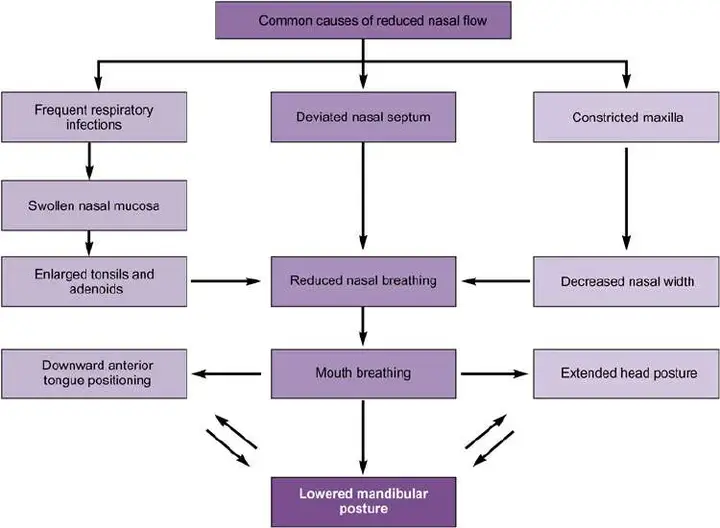 Common causes of reduced nasal flow
Frequent respiratory
infections
Deviated nasal septum
Constricted maxilla
Swollen nasal mucosa
Enlarged tonsils and
adenoids
Reduced nasal breathing
Decreased nasal width
Downward anterior
tongue positioning
Mouth breathing
Extended head posture
Lowered mandibular
posture